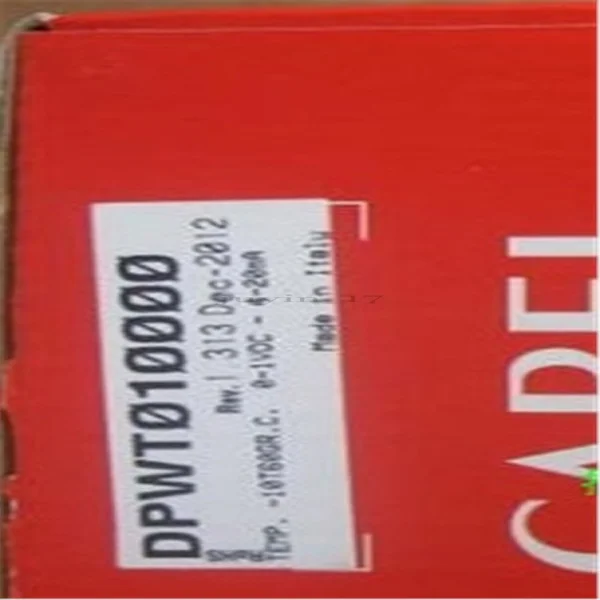 DPWT010000
Rev.1 313 Dec-2012
TEMP. -10T60GR.C. 0-1VDC - 4-20mA
Made in Italy
CAREL